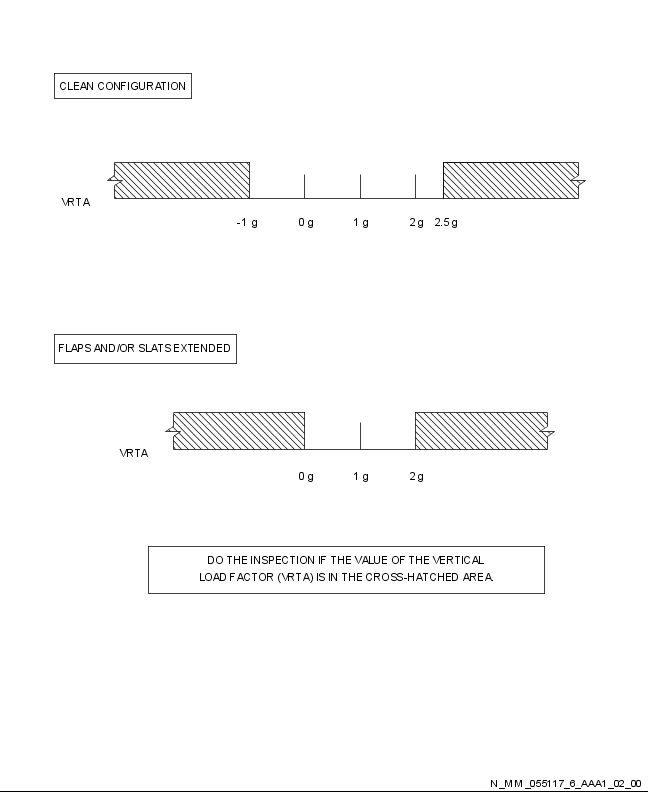 CLEAN CONFIGURATION
VRTA
-1 g 0 g 1 g 2 g 2.5 g
FLAPS AND/OR SLATS EXTENDED
VRTA
0 g 1 g 2 g
DO THE INSPECTION IF THE VALUE OF THE VERTICAL
LOAD FACTOR (VRTA) IS IN THE CROSS-HATCHED AREA.
N_MM_055117_6_AAA1_02_00